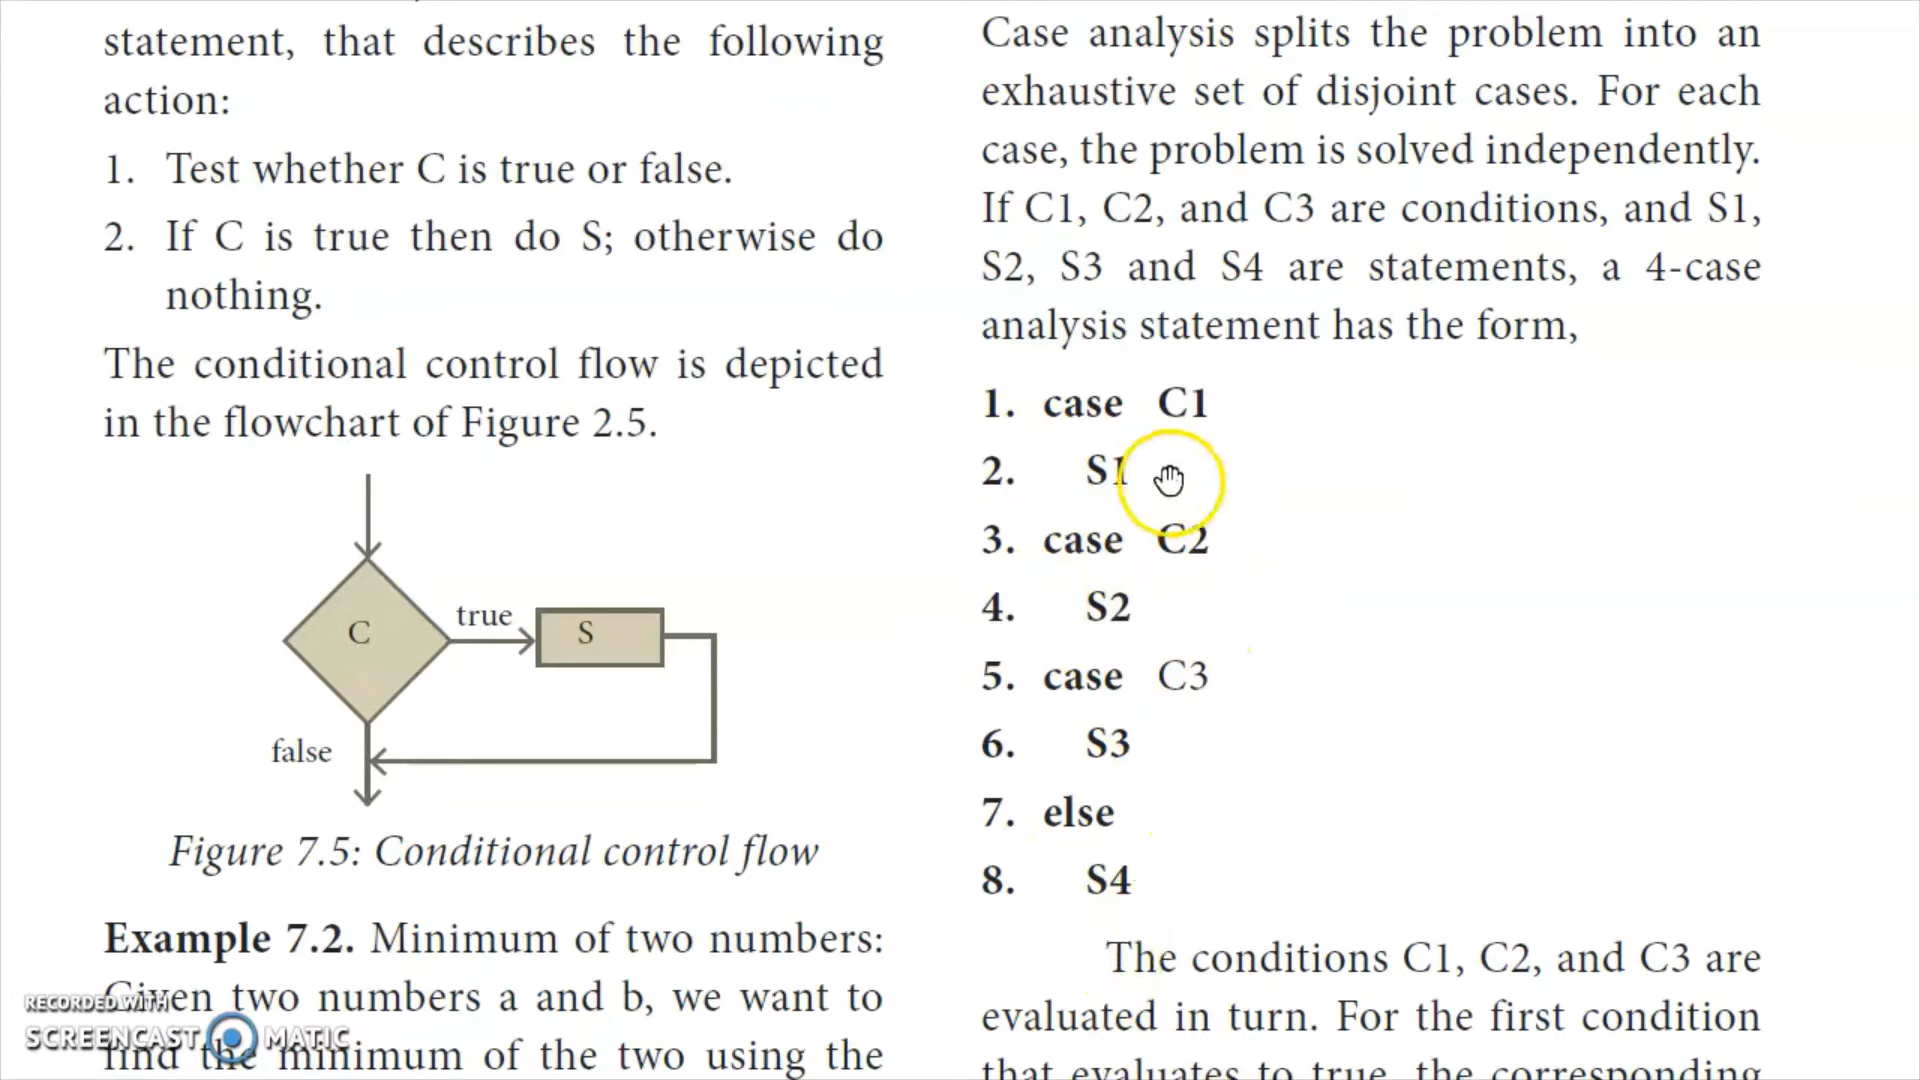 statement, that describes the following
action:
1. Test whether C is true or false.
2. If C is true then do S; otherwise do
nothing.
The conditional control flow is depicted
in the flowchart of Figure 2.5.
C
true
S
false
Figure 7.5: Conditional control flow
Example 7.2. Minimum of two numbers:
Given two numbers a and b, we want to
find the minimum of the two using the
RECORDED WITH
SCREENCAST MATIC
Case analysis splits the problem into an
exhaustive set of disjoint cases. For each
case, the problem is solved independently.
If C1, C2, and C3 are conditions, and S1,
S2, S3 and S4 are statements, a 4-case
analysis statement has the form,
1. case C1
2. S1
3. case C2
4. S2
5. case C3
6. S3
7. else
8. S4
The conditions C1, C2, and C3 are
evaluated in turn. For the first condition
that evaluates to true, the corresponding